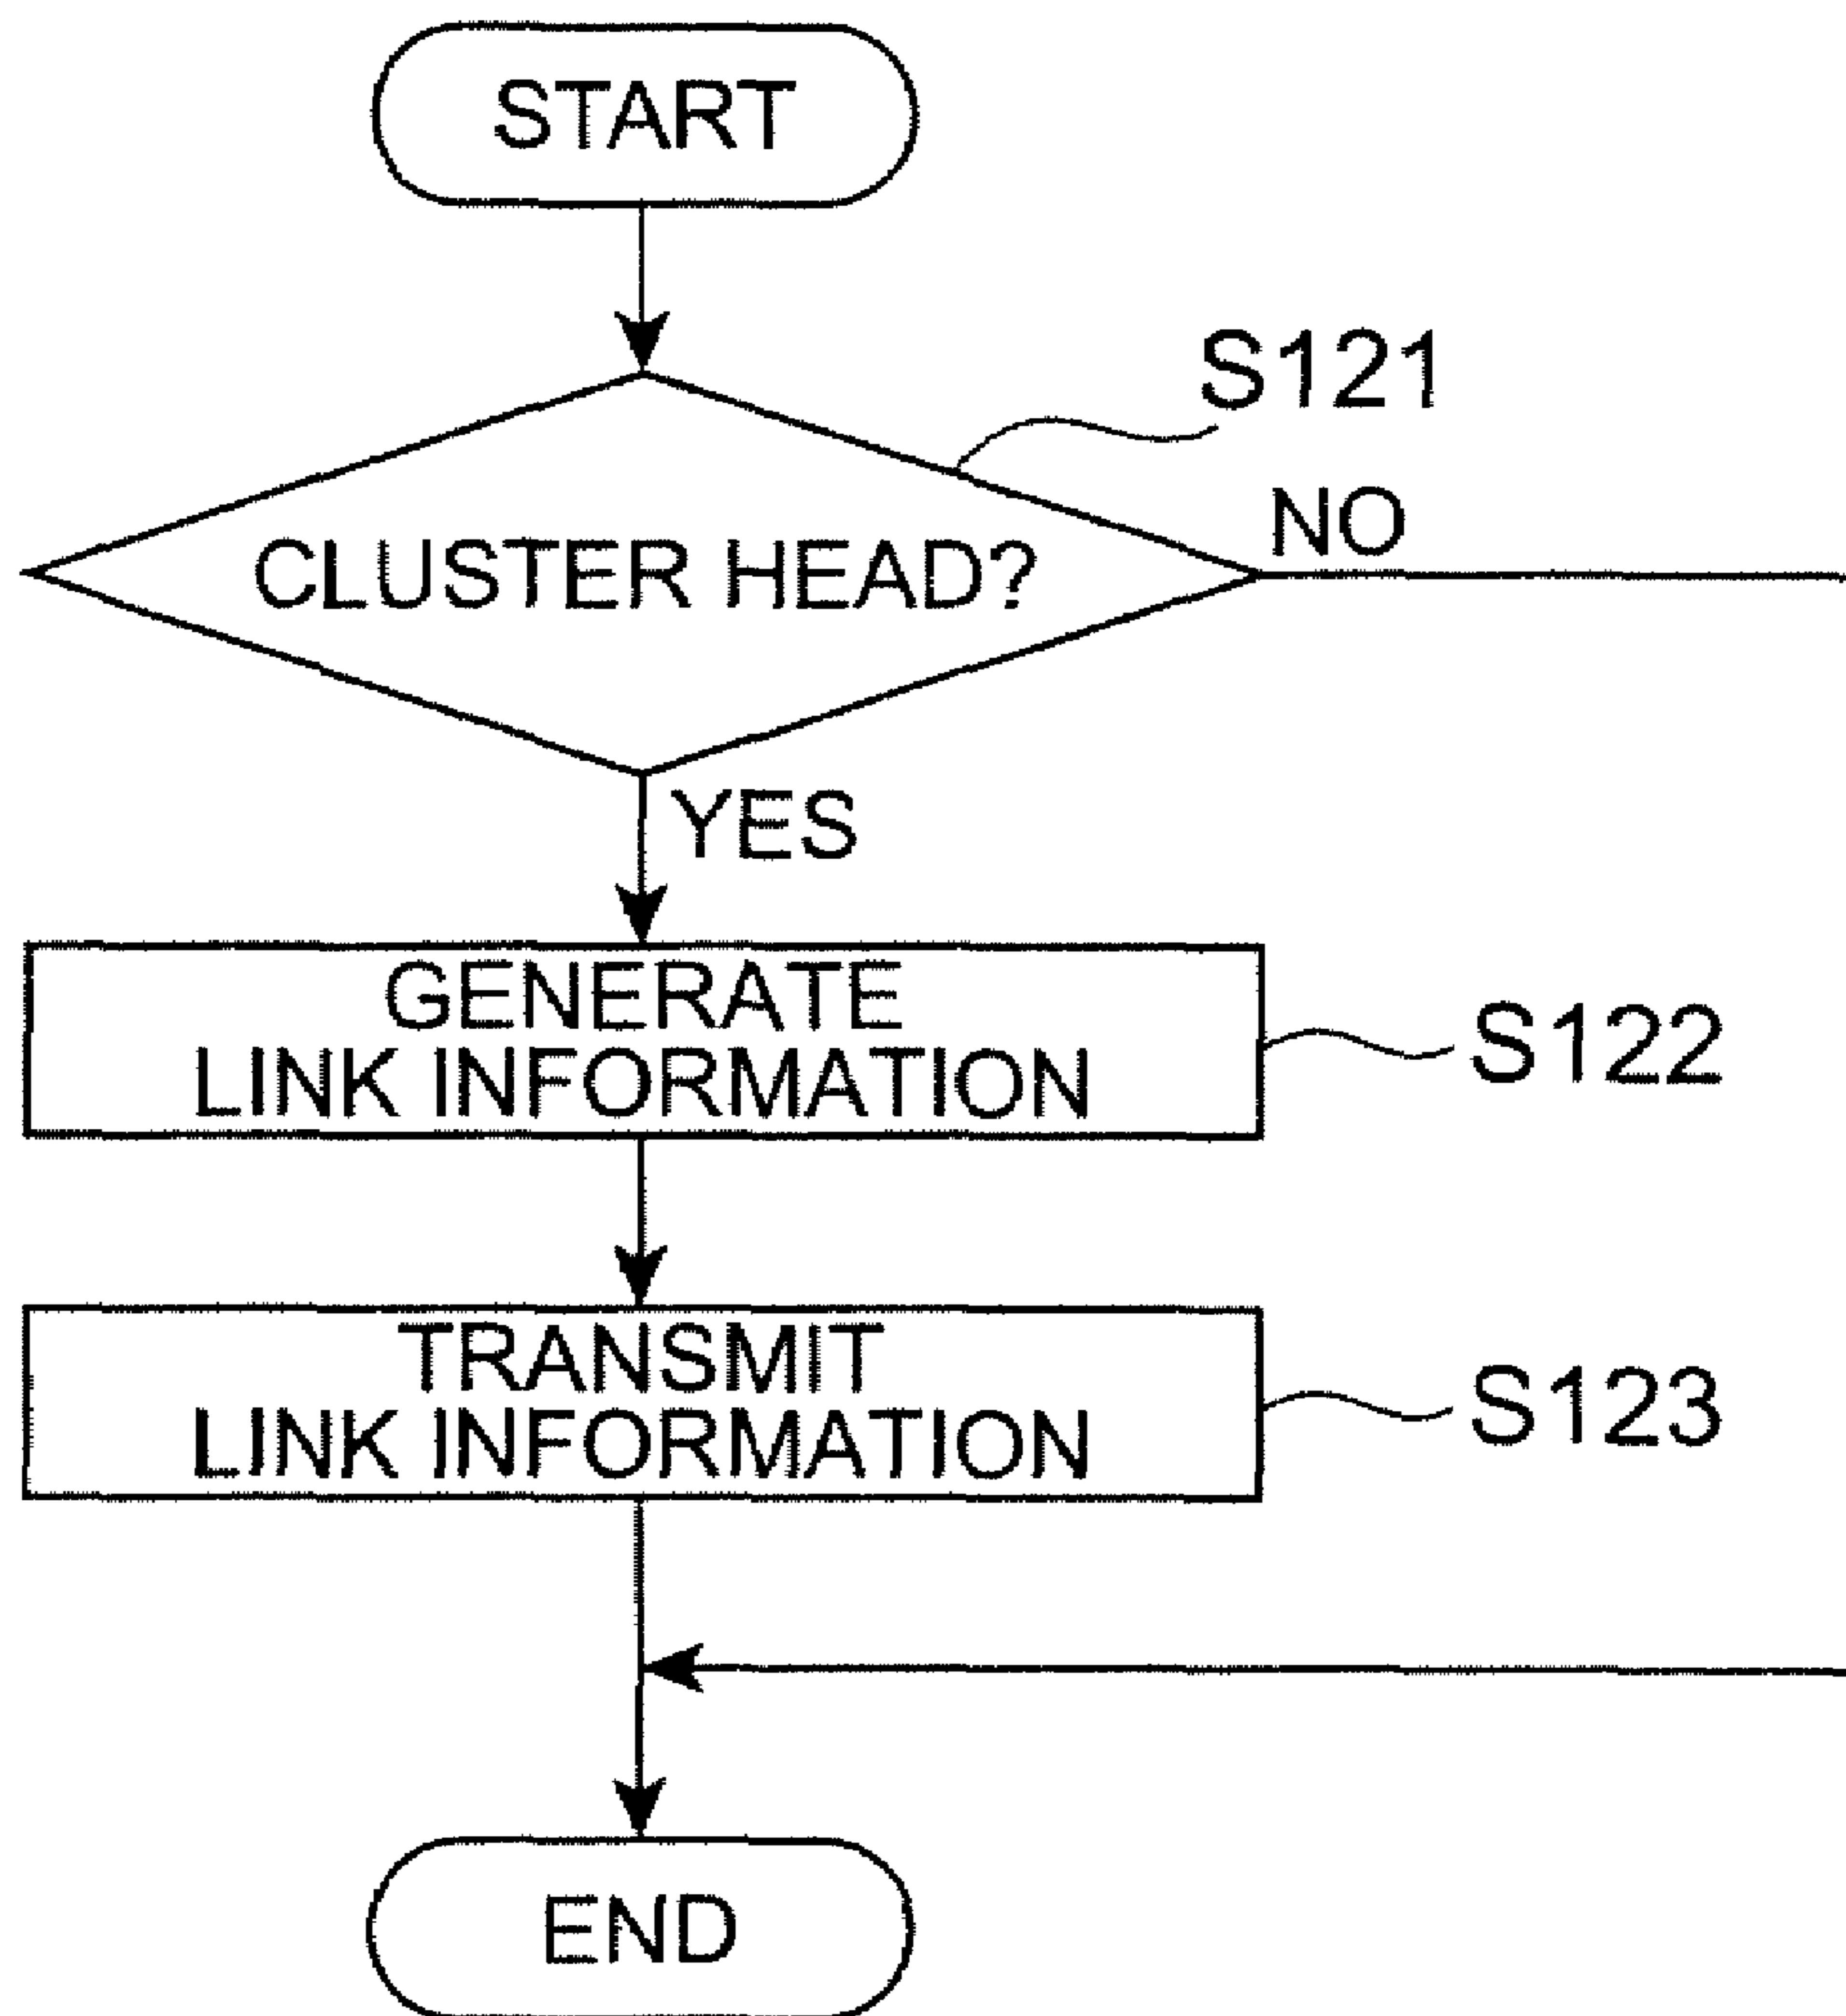 START
S121
CLUSTER HEAD?
NO
YES
GENERATE
LINK INFORMATION
S122
TRANSMIT
LINK INFORMATION
S123
END